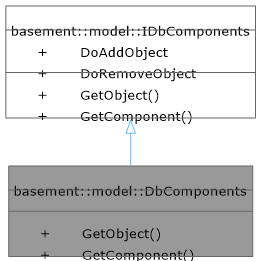 basement::model::IDbComponents
+ DoAddObject
+ DoRemoveObject
+ GetObject()
+ GetComponent()
basement::model::DbComponents
+ GetObject()
+ GetComponent()